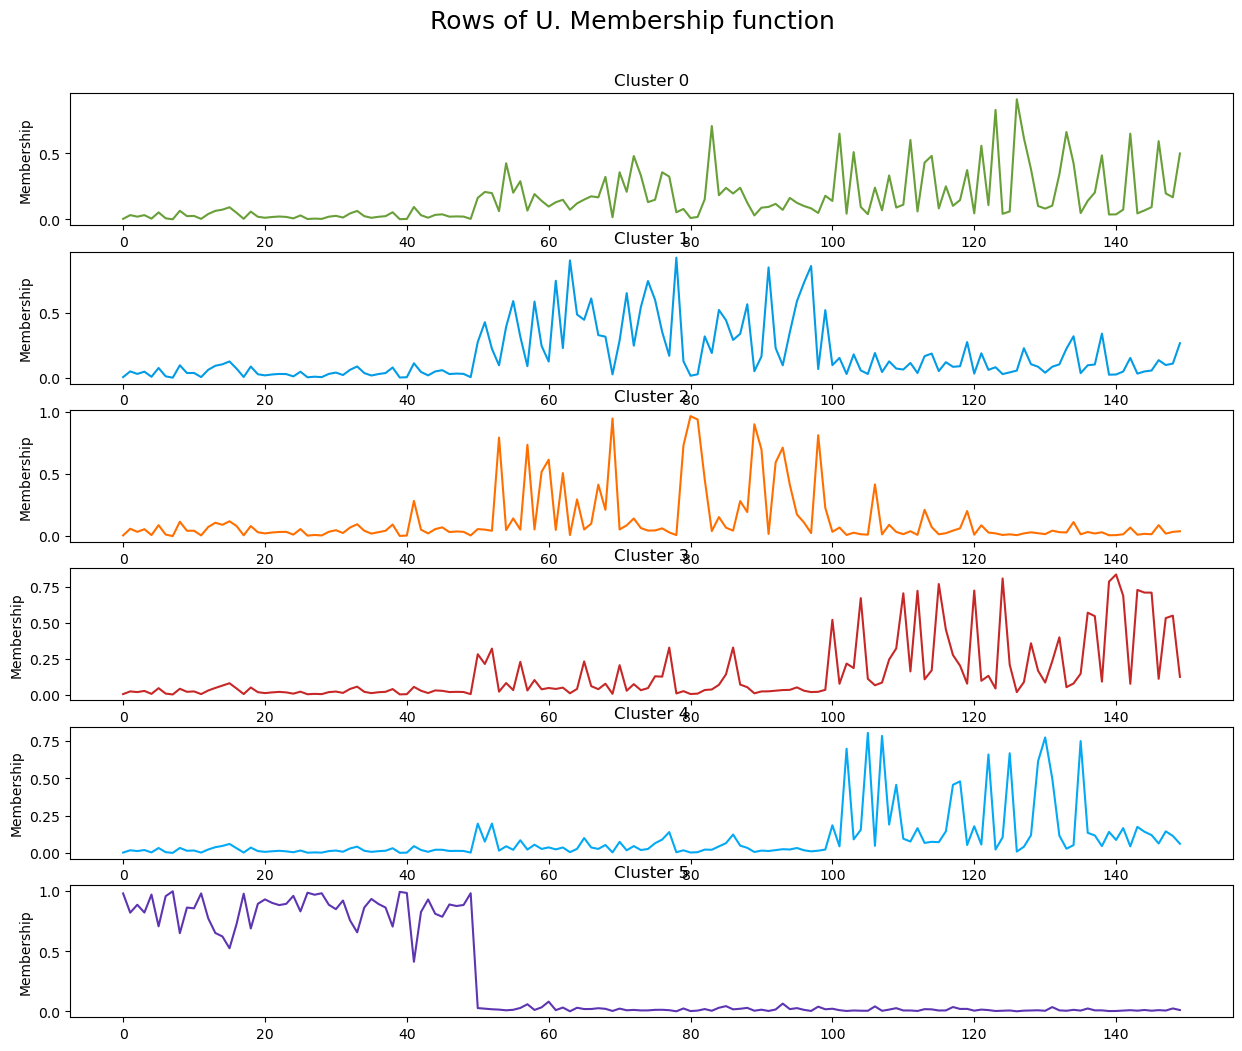 Rows of U. Membership function
Cluster 0
Membership
0.5
0.0
0 20 40 60 80 100 120 140
Cluster 1
Membership
0.5
0.0
0 20 40 60 80 100 120 140
Cluster 2
Membership
1.0
0.5
0.0
0 20 40 60 80 100 120 140
Cluster 3
Membership
0.75
0.50
0.25
0.00
0 20 40 60 80 100 120 140
Cluster 4
Membership
0.75
0.50
0.25
0.00
0 20 40 60 80 100 120 140
Cluster 5
Membership
1.0
0.5
0.0
0 20 40 60 80 100 120 140